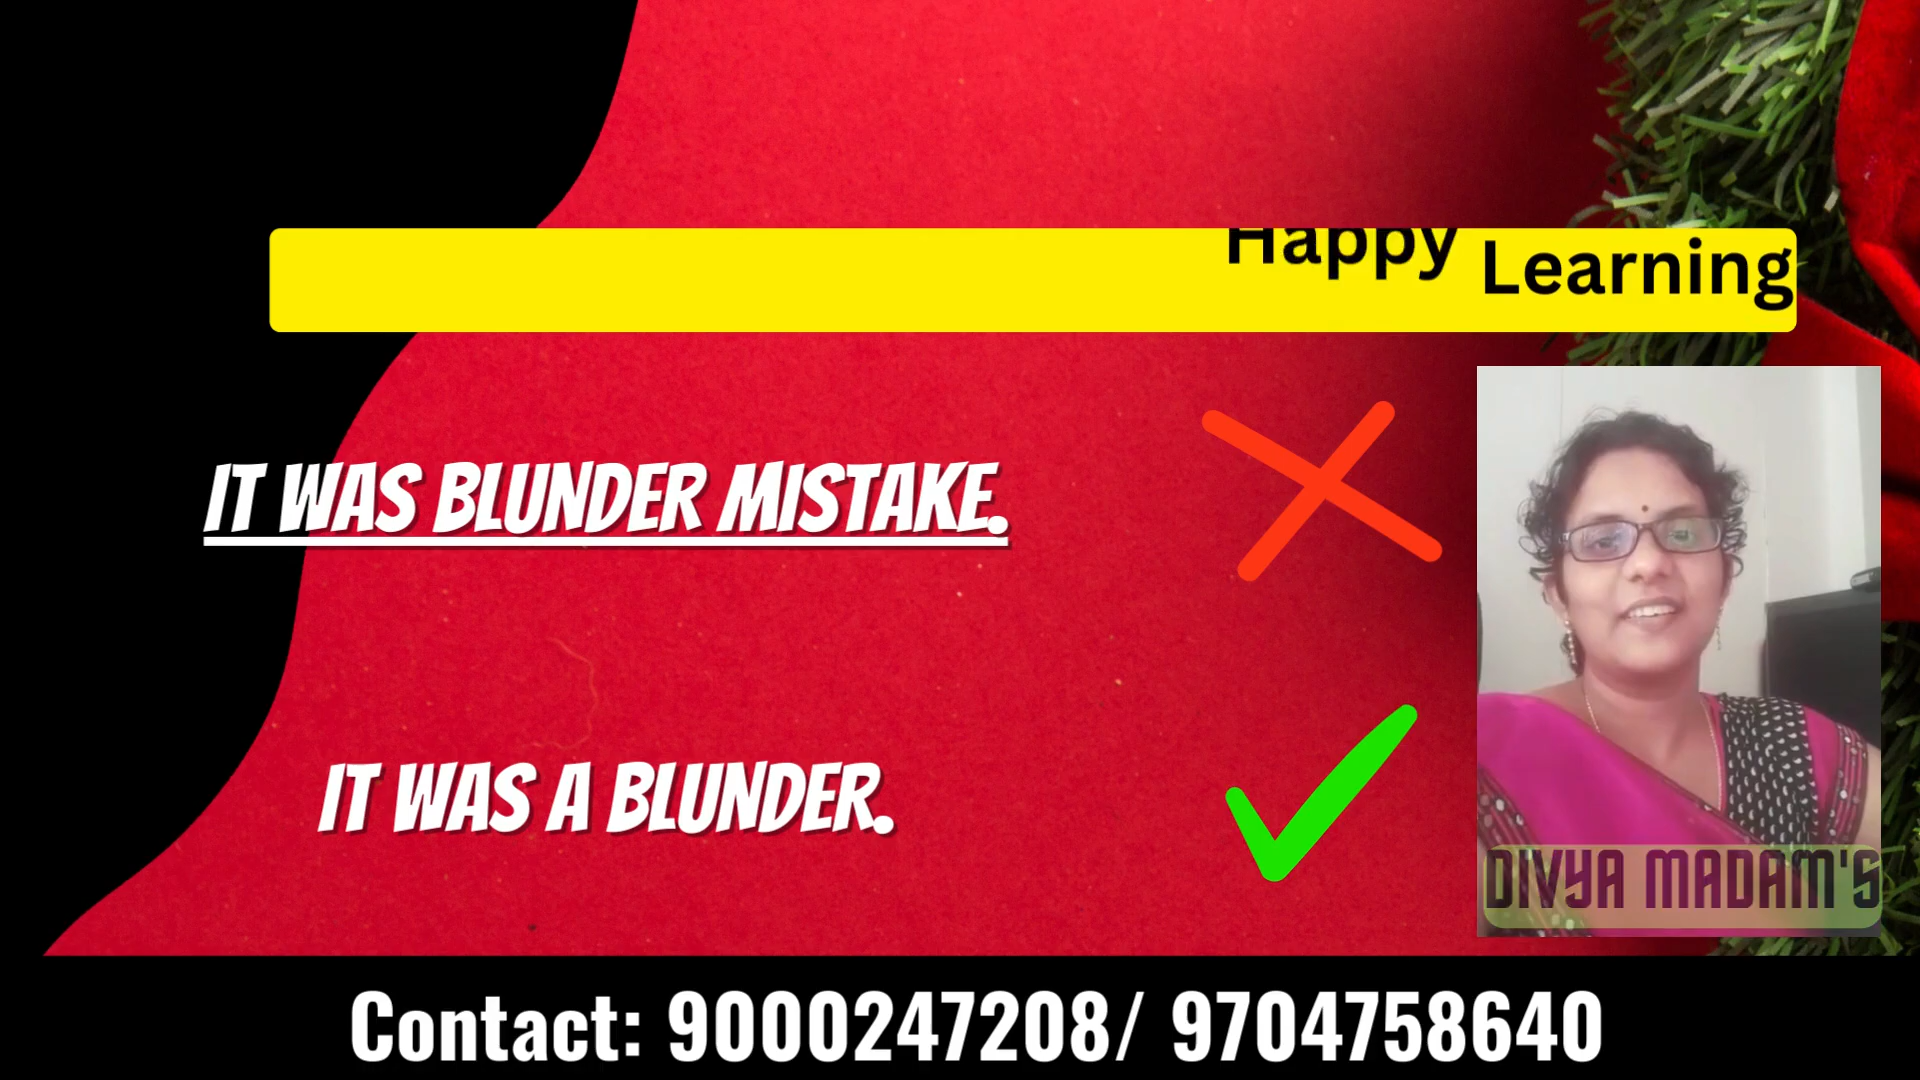 Happy Learning
IT WAS BLUNDER MISTAKE.
IT WAS A BLUNDER.
DIVYA MADAM'S
Contact: 9000247208/ 9704758640